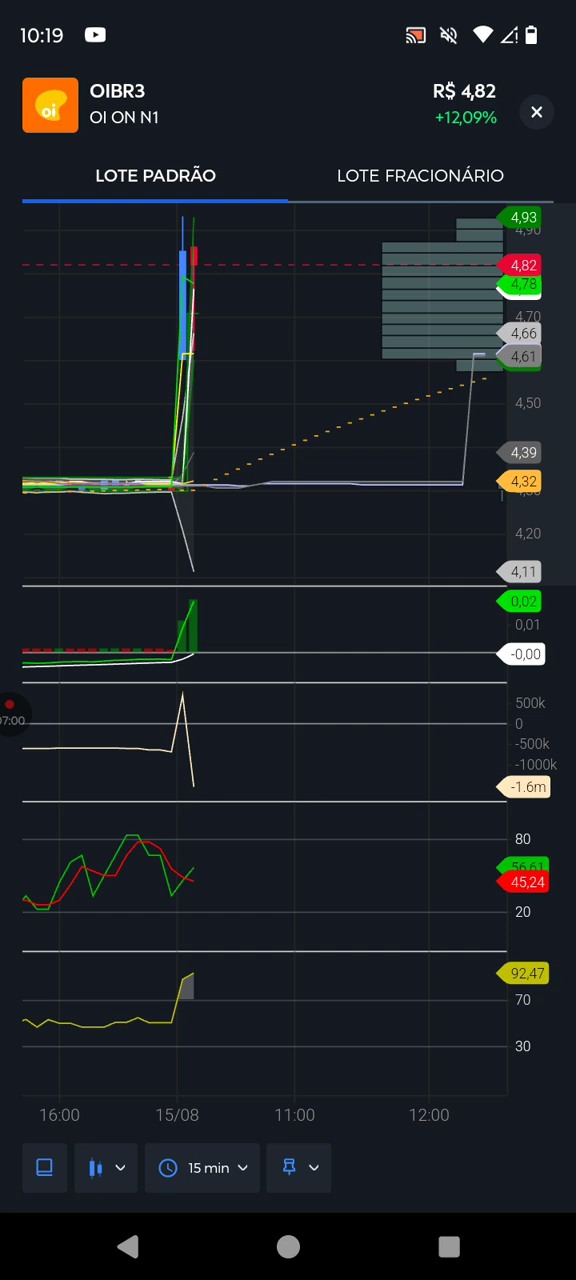 10:19
OIBR3
R$ 4,82
oi
OI ON N1
+12,09%
LOTE PADRÃO
LOTE FRACIONÁRIO
4,93
4,90
4,82
4,78
4,70
4,66
4,61
4,50
4,39
4,32
4,20
4,11
0,02
0,01
-0,00
500k
07:00
0
-500k
-1000k
-1.6m
80
56,61
45,24
20
92,47
70
30
16:00
15/08
11:00
12:00
15 min